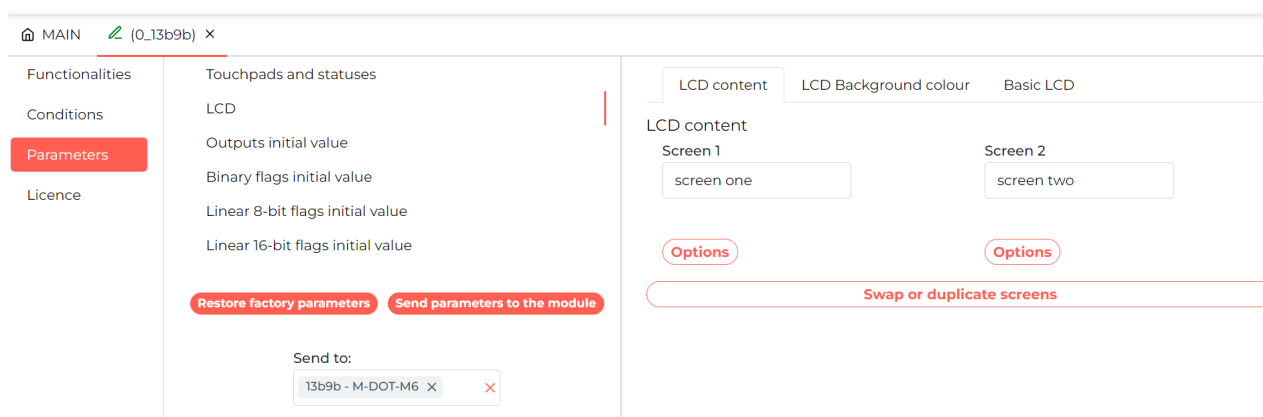 MAIN
(0_13b9b) ×
Functionalities
Conditions
Parameters
Licence
Touchpads and statuses
LCD
Outputs initial value
Binary flags initial value
Linear 8-bit flags initial value
Linear 16-bit flags initial value
Restore factory parameters
Send parameters to the module
Send to:
13b9b - M-DOT-M6 ×
×
LCD content
LCD Background colour
Basic LCD
LCD content
Screen 1
Screen 2
screen one
screen two
Options
Options
Swap or duplicate screens